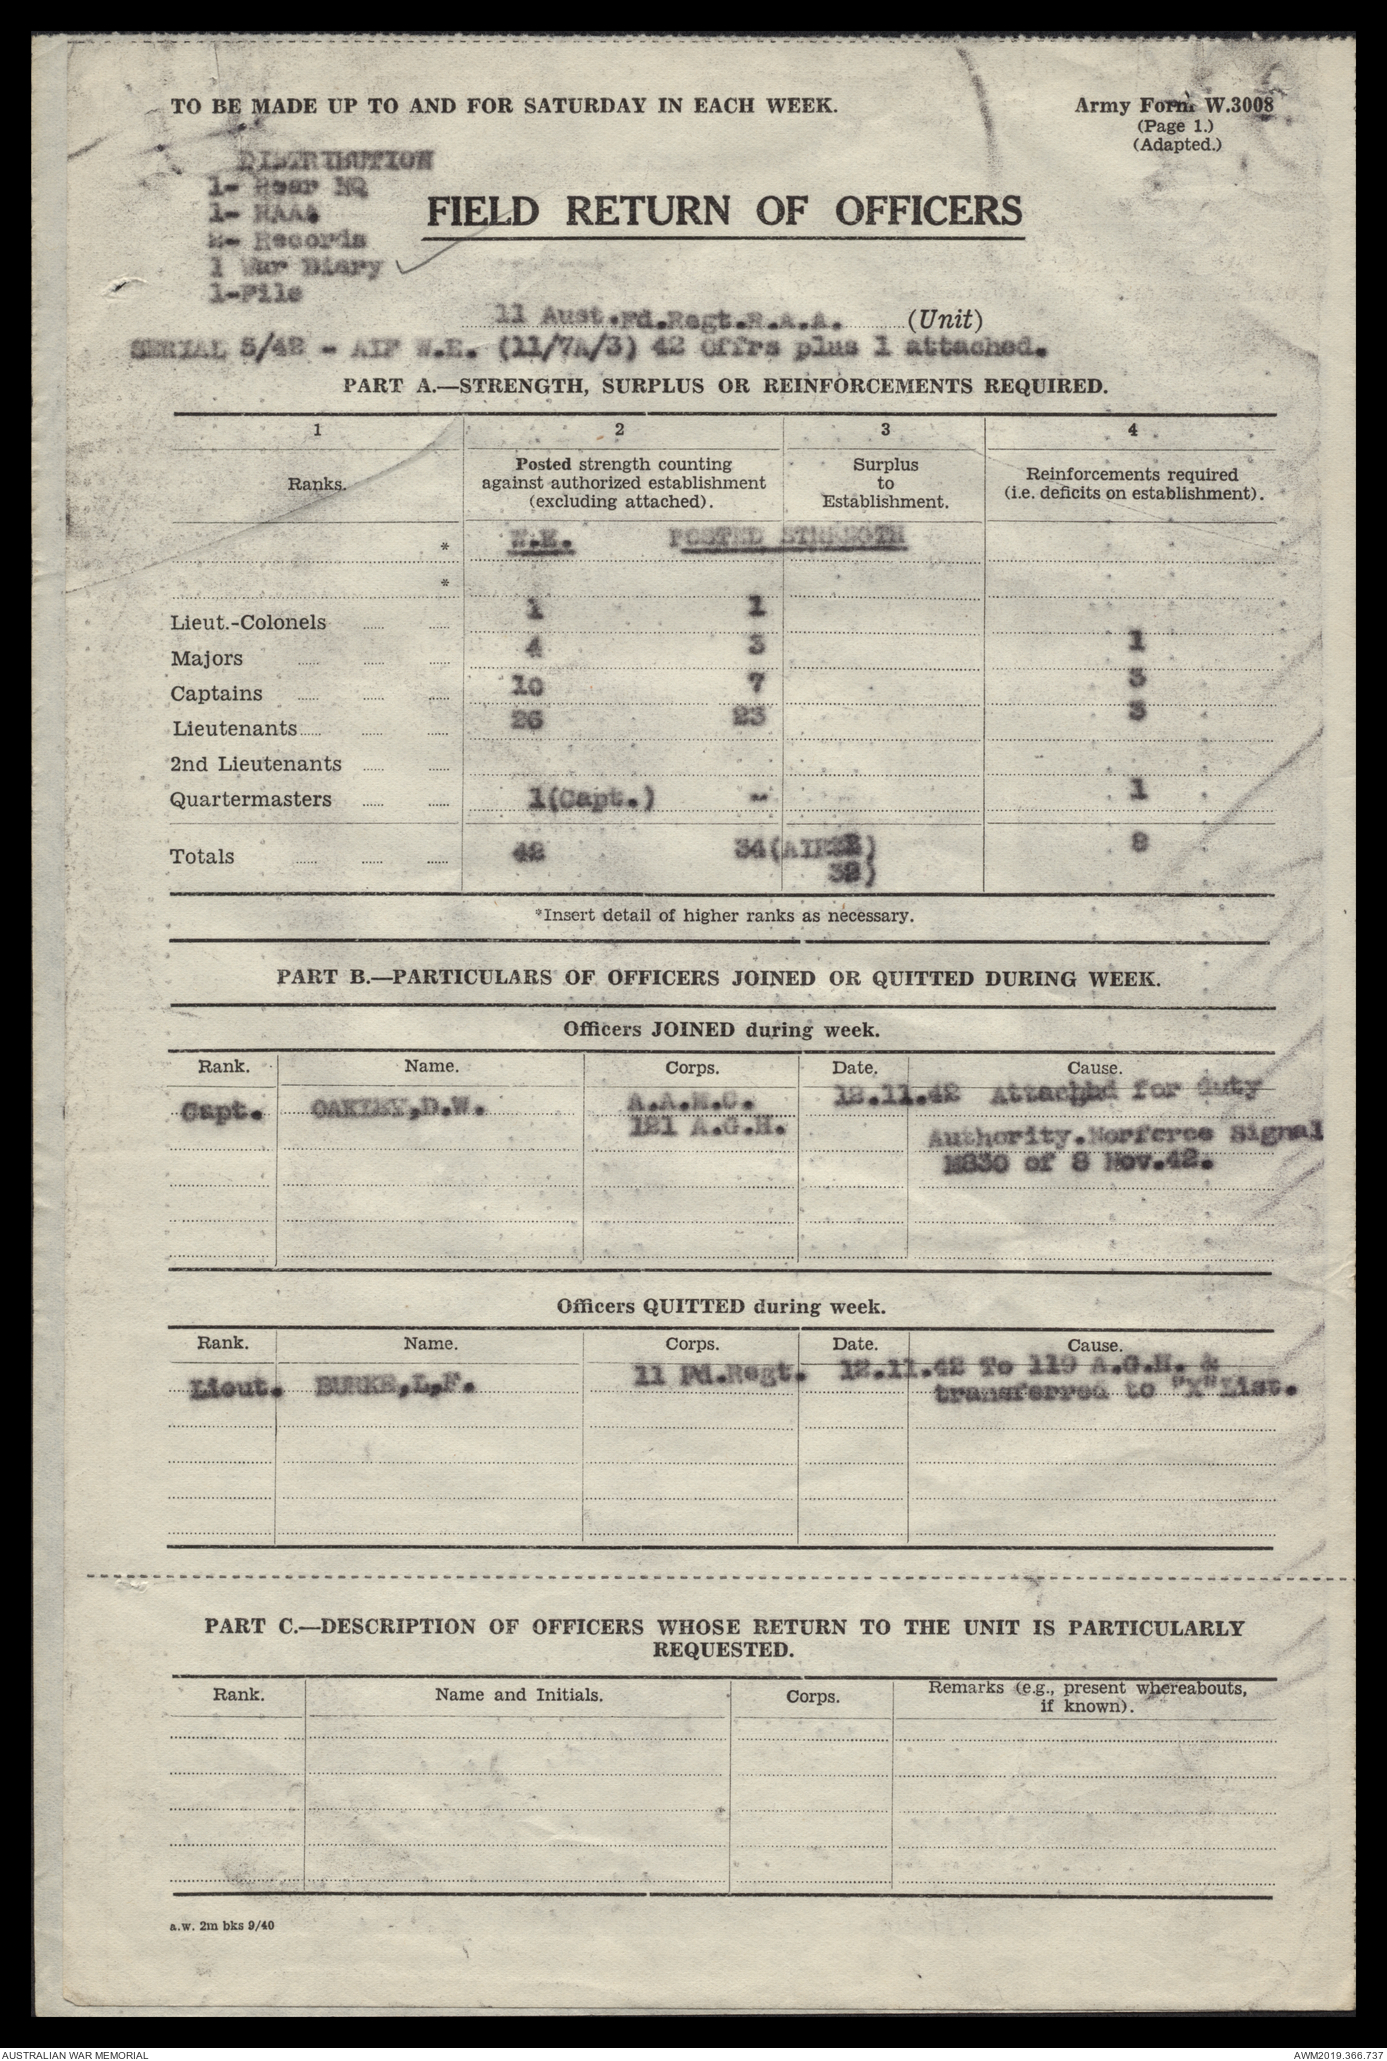 TO BE MADE UP TO AND FOR SATURDAY IN EACH WEEK.
Army Form W.3008
(Page 1.)
(Adapted.)
DISTRIBUTION
1- Rear HQ
1- RAAA
2- Records
1 War Diary
1-File
FIELD RETURN OF OFFICERS
11 Aust.Fd.Regt.R.A.A. (Unit)
SERIAL 5/42 - AIF W.E. (11/7A/3) 42 Offrs plus 1 attached.
PART A.—STRENGTH, SURPLUS OR REINFORCEMENTS REQUIRED.
1 2 3 4
Ranks. Posted strength counting against authorized establishment (excluding attached). Surplus to Establishment. Reinforcements required (i.e. deficits on establishment).
* W.E. POSTED STRENGTH
*
Lieut.-Colonels 1 1
Majors 4 3 1
Captains 10 7 3
Lieutenants 26 23 3
2nd Lieutenants
Quartermasters 1(Capt.) - 1
Totals 42 34(AIF )
) 8
*Insert detail of higher ranks as necessary.
PART B.—PARTICULARS OF OFFICERS JOINED OR QUITTED DURING WEEK.
Officers JOINED during week.
Rank. Name. Corps. Date. Cause.
Capt. OAKLEY,D.W. A.A.M.C. 12.11.42 Attached for duty
121 A.G.H. Authority.Norforce Signal
M830 of 8 Nov.42.
Officers QUITTED during week.
Rank. Name. Corps. Date. Cause.
Lieut. BURKE,L,F. 11 Fd.Regt. 12.11.42 To 119 A.G.H. &
transferred to "X"List.
PART C.—DESCRIPTION OF OFFICERS WHOSE RETURN TO THE UNIT IS PARTICULARLY
REQUESTED.
Rank. Name and Initials. Corps. Remarks (e.g., present whereabouts,
if known).
a.w. 2m bks 9/40
AUSTRALIAN WAR MEMORIAL
AWM2019.366.737